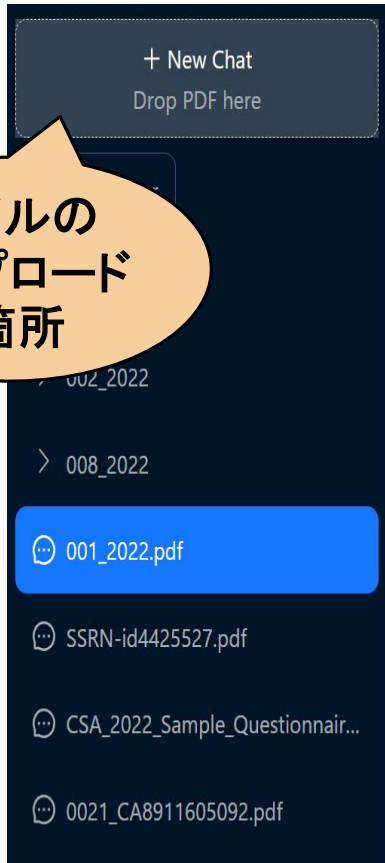 + New Chat
Drop PDF here
ルの
プロード
箇所
002_2022
008_2022
001_2022.pdf
SSRN-id4425527.pdf
CSA_2022_Sample_Questionnair...
0021_CA8911605092.pdf